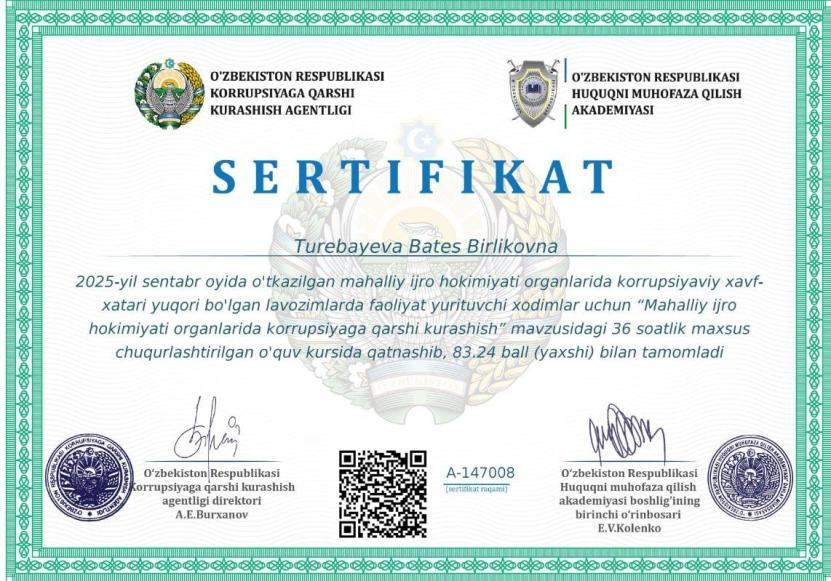 O'ZBEKISTON RESPUBLIKASI
KORRUPSIYAGA QARSHI
KURASHISH AGENTLIGI
O'ZBEKISTON RESPUBLIKASI
HUQUQNI MUHOFAZA QILISH
AKADEMIYASI
SERTIFIKAT
Turebayeva Bates Birlikovna
2025-yil sentabr oyida o'tkazilgan mahalliy ijro hokimiyati organlarida korrupsiyaviy xavf-
xatari yuqori bo'lgan lavozimlarda faoliyat yurituvchi xodimlar uchun “Mahalliy ijro
hokimiyati organlarida korrupsiyaga qarshi kurashish” mavzusidagi 36 soatlik maxsus
chuqurlashtirilgan o'quv kursida qatnashib, 83.24 ball (yaxshi) bilan tamomladi
O‘zbekiston Respublikasi
Korrupsiyaga qarshi kurashish
agentligi direktori
A.E.Burxanov
A-147008
(sertifikat raqami)
O‘zbekiston Respublikasi
Huquqni muhofaza qilish
akademiyasi boshlig‘ining
birinchi o‘rinbosari
E.V.Kolenko